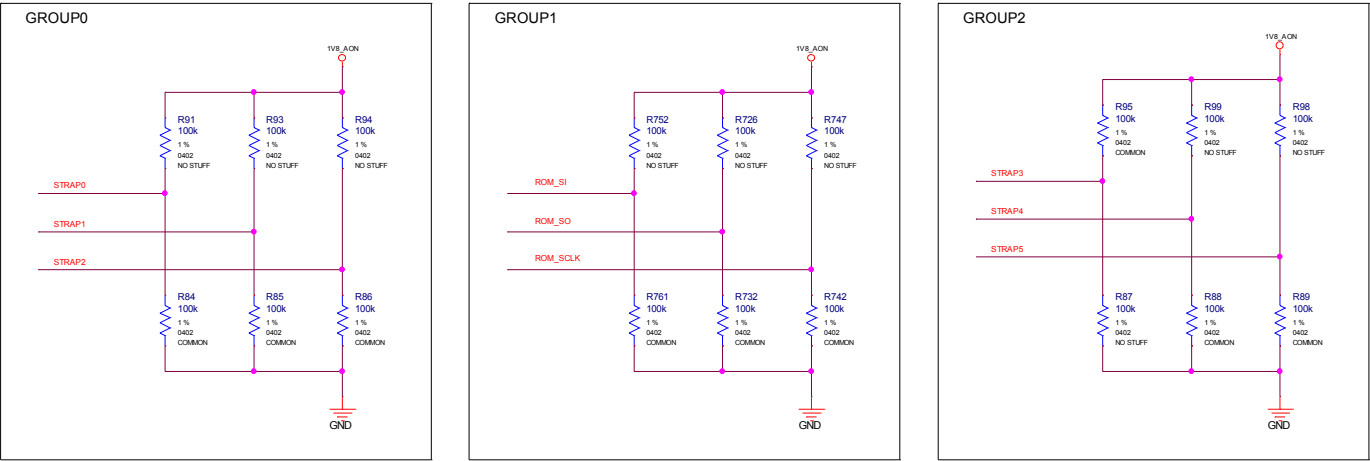 GROUP0
1V8_AON
R91
100k
1 %
0402
NO STUFF
R93
100k
1 %
0402
NO STUFF
R94
100k
1 %
0402
NO STUFF
STRAP0
STRAP1
STRAP2
R84
100k
1 %
0402
COMMON
R85
100k
1 %
0402
COMMON
R86
100k
1 %
0402
COMMON
GND
GROUP1
1V8_AON
R752
100k
1 %
0402
NO STUFF
R726
100k
1 %
0402
NO STUFF
R747
100k
1 %
0402
NO STUFF
ROM_SI
ROM_SO
ROM_SCLK
R761
100k
1 %
0402
COMMON
R732
100k
1 %
0402
COMMON
R742
100k
1 %
0402
COMMON
GND
GROUP2
1V8_AON
R95
100k
1 %
0402
COMMON
R99
100k
1 %
0402
NO STUFF
R98
100k
1 %
0402
NO STUFF
STRAP3
STRAP4
STRAP5
R87
100k
1 %
0402
NO STUFF
R88
100k
1 %
0402
COMMON
R89
100k
1 %
0402
COMMON
GND